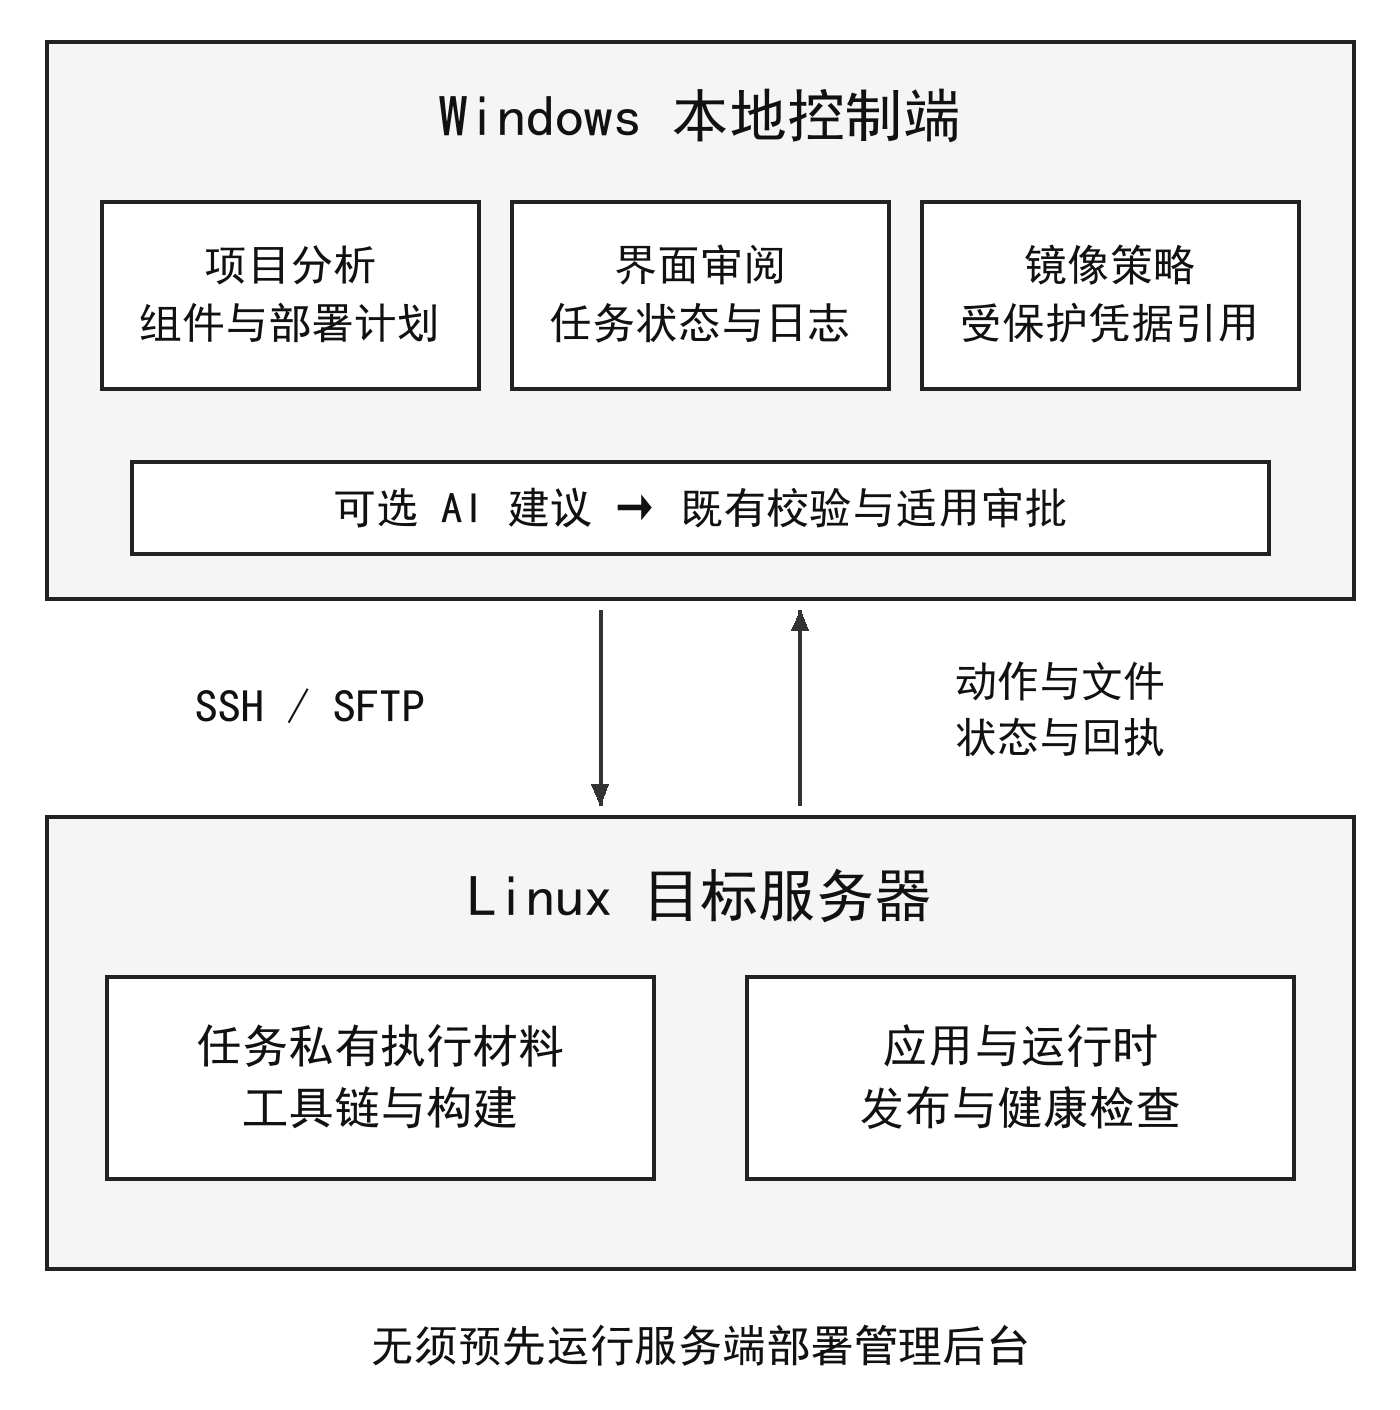 Windows 本地控制端
项目分析
组件与部署计划
界面审阅
任务状态与日志
镜像策略
受保护凭据引用
可选 AI 建议 → 既有校验与适用审批
SSH / SFTP
动作与文件
状态与回执
Linux 目标服务器
任务私有执行材料
工具链与构建
应用与运行时
发布与健康检查
无须预先运行服务端部署管理后台